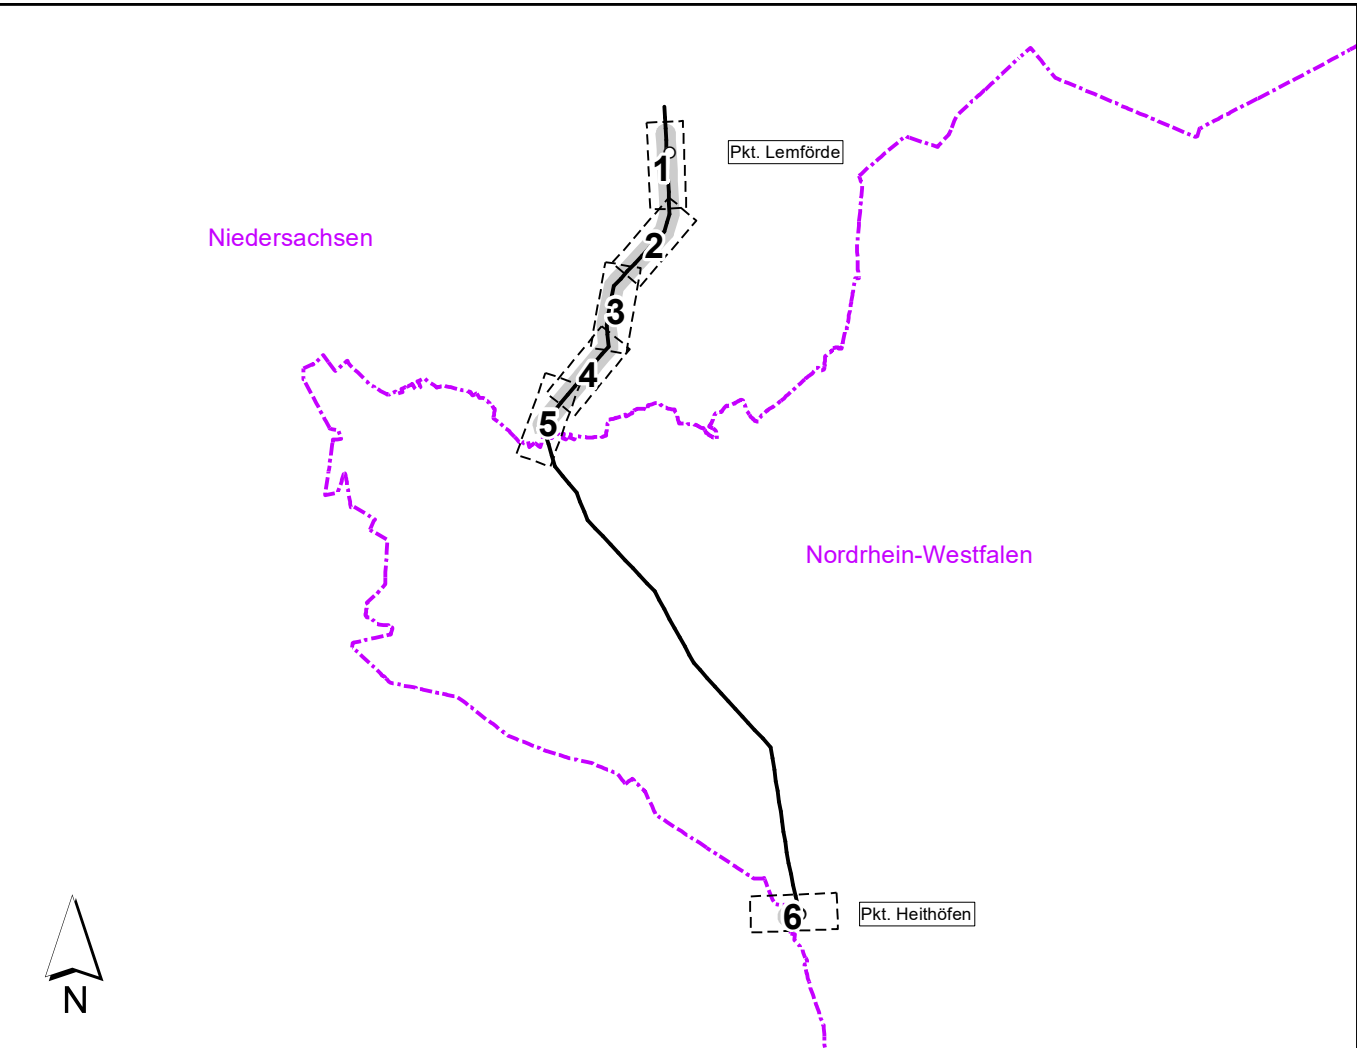 Pkt. Lemförde
1
Niedersachsen
2
3
4
5
Nordrhein-Westfalen
6
Pkt. Heithöfen
N